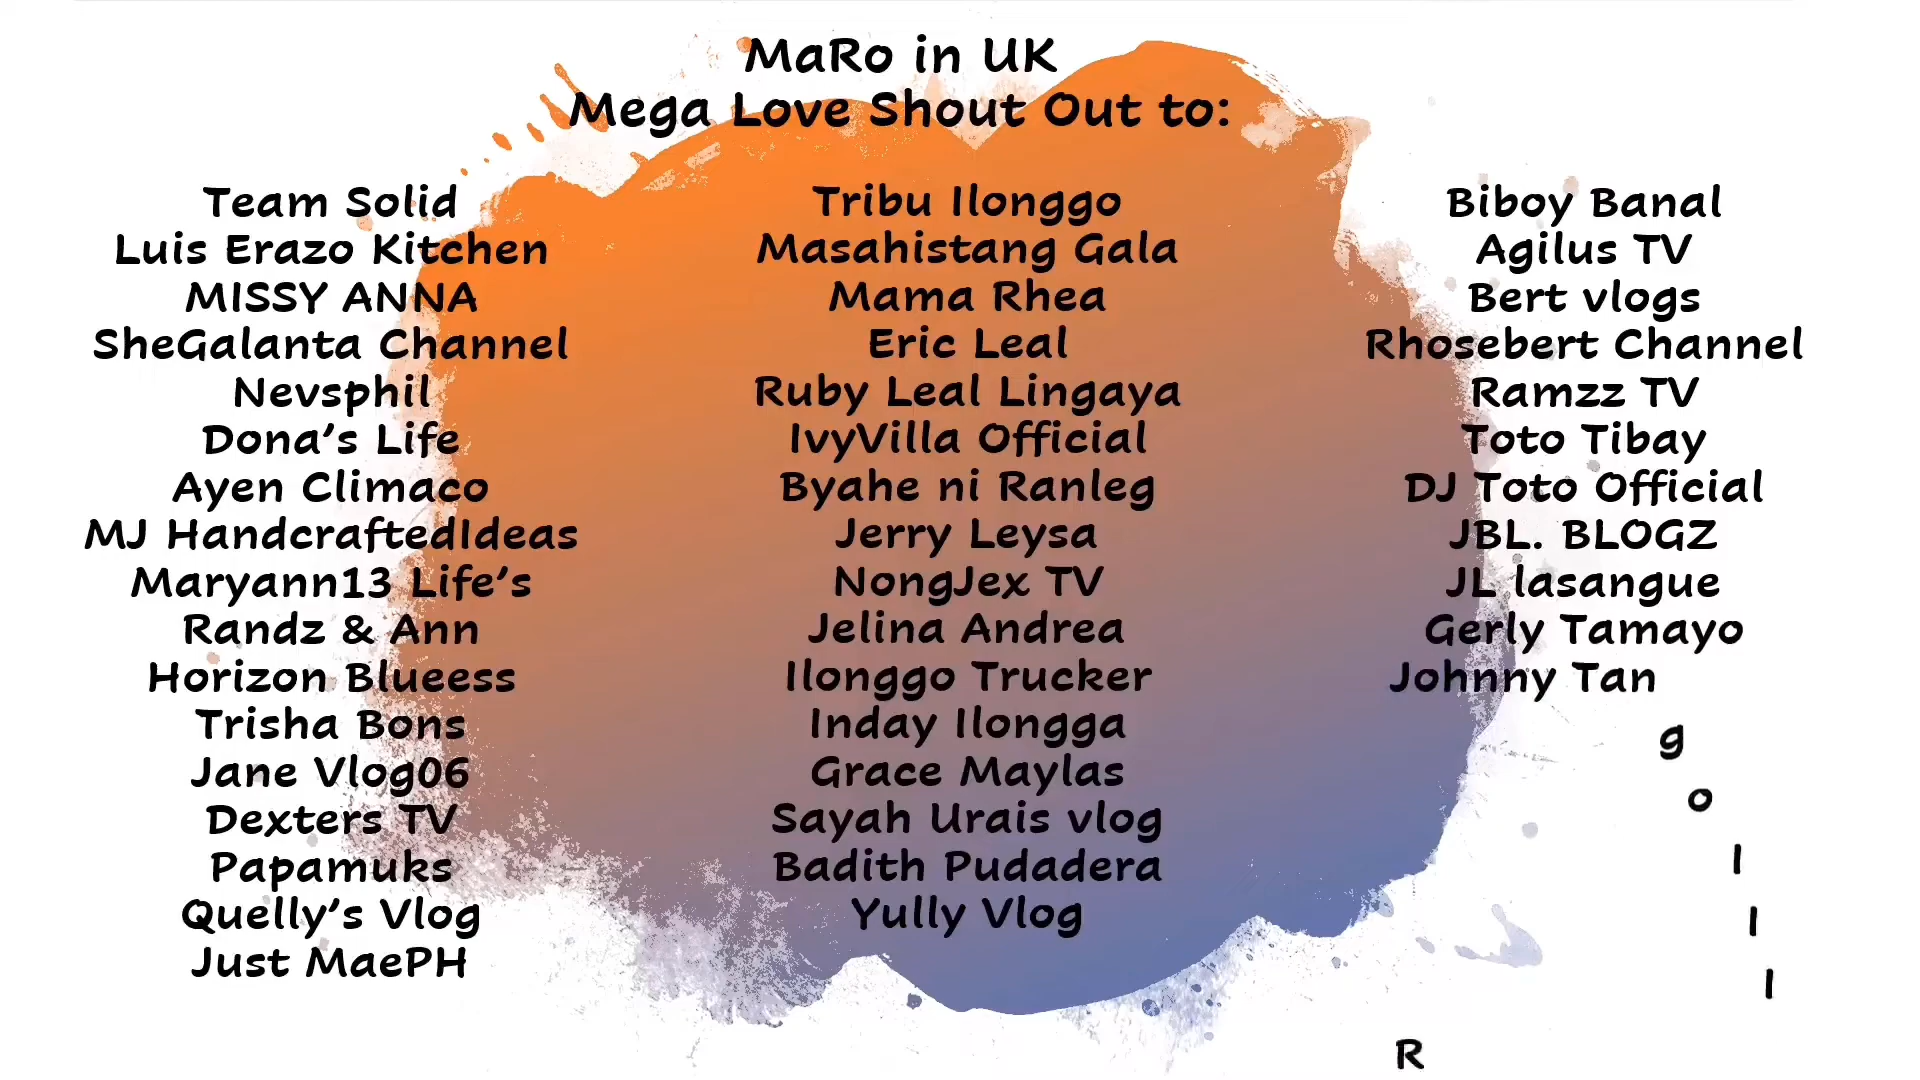 MaRo in UK
Mega Love Shout Out to:
Team Solid
Luis Erazo Kitchen
MISSY ANNA
SheGalanta Channel
Nevsphil
Dona's Life
Ayen Climaco
MJ HandcraftedIdeas
Maryann13 Life's
Randz & Ann
Horizon Blueess
Trisha Bons
Jane Vlog06
Dexters TV
Papamuks
Quelly's Vlog
Just MaePH
Tribu Ilonggo
Masahistang Gala
Mama Rhea
Eric Leal
Ruby Leal Lingaya
IvyVilla Official
Byahe ni Ranleg
Jerry Leysa
NongJex TV
Jelina Andrea
Ilonggo Trucker
Inday Ilongga
Grace Maylas
Sayah Urais vlog
Badith Pudadera
Yully Vlog
Biboy Banal
Agilus TV
Bert vlogs
Rhosebert Channel
Ramzz TV
Toto Tibay
DJ Toto Official
JBL. BLOGZ
JL lasangue
Gerly Tamayo
Johnny Tan
g
o
l
l
l
R